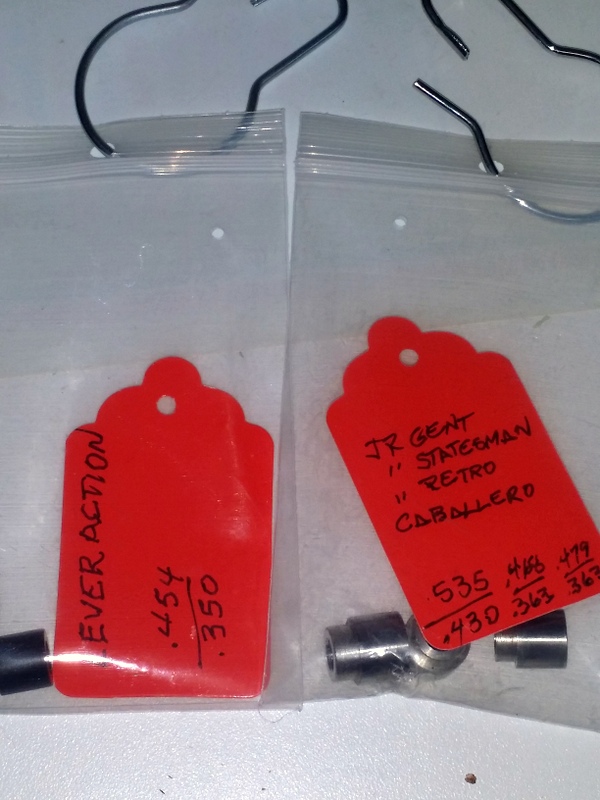 LEVER ACTION
.454
.350
JR GENT
" STATESMAN
" RETRO
CABALLERO
.535
.430
.468
.363
.479
.363